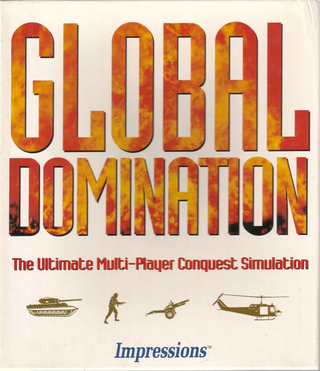 GLOBAL
DOMINATION
The Ultimate Multi-Player Conquest Simulation
Impressions™